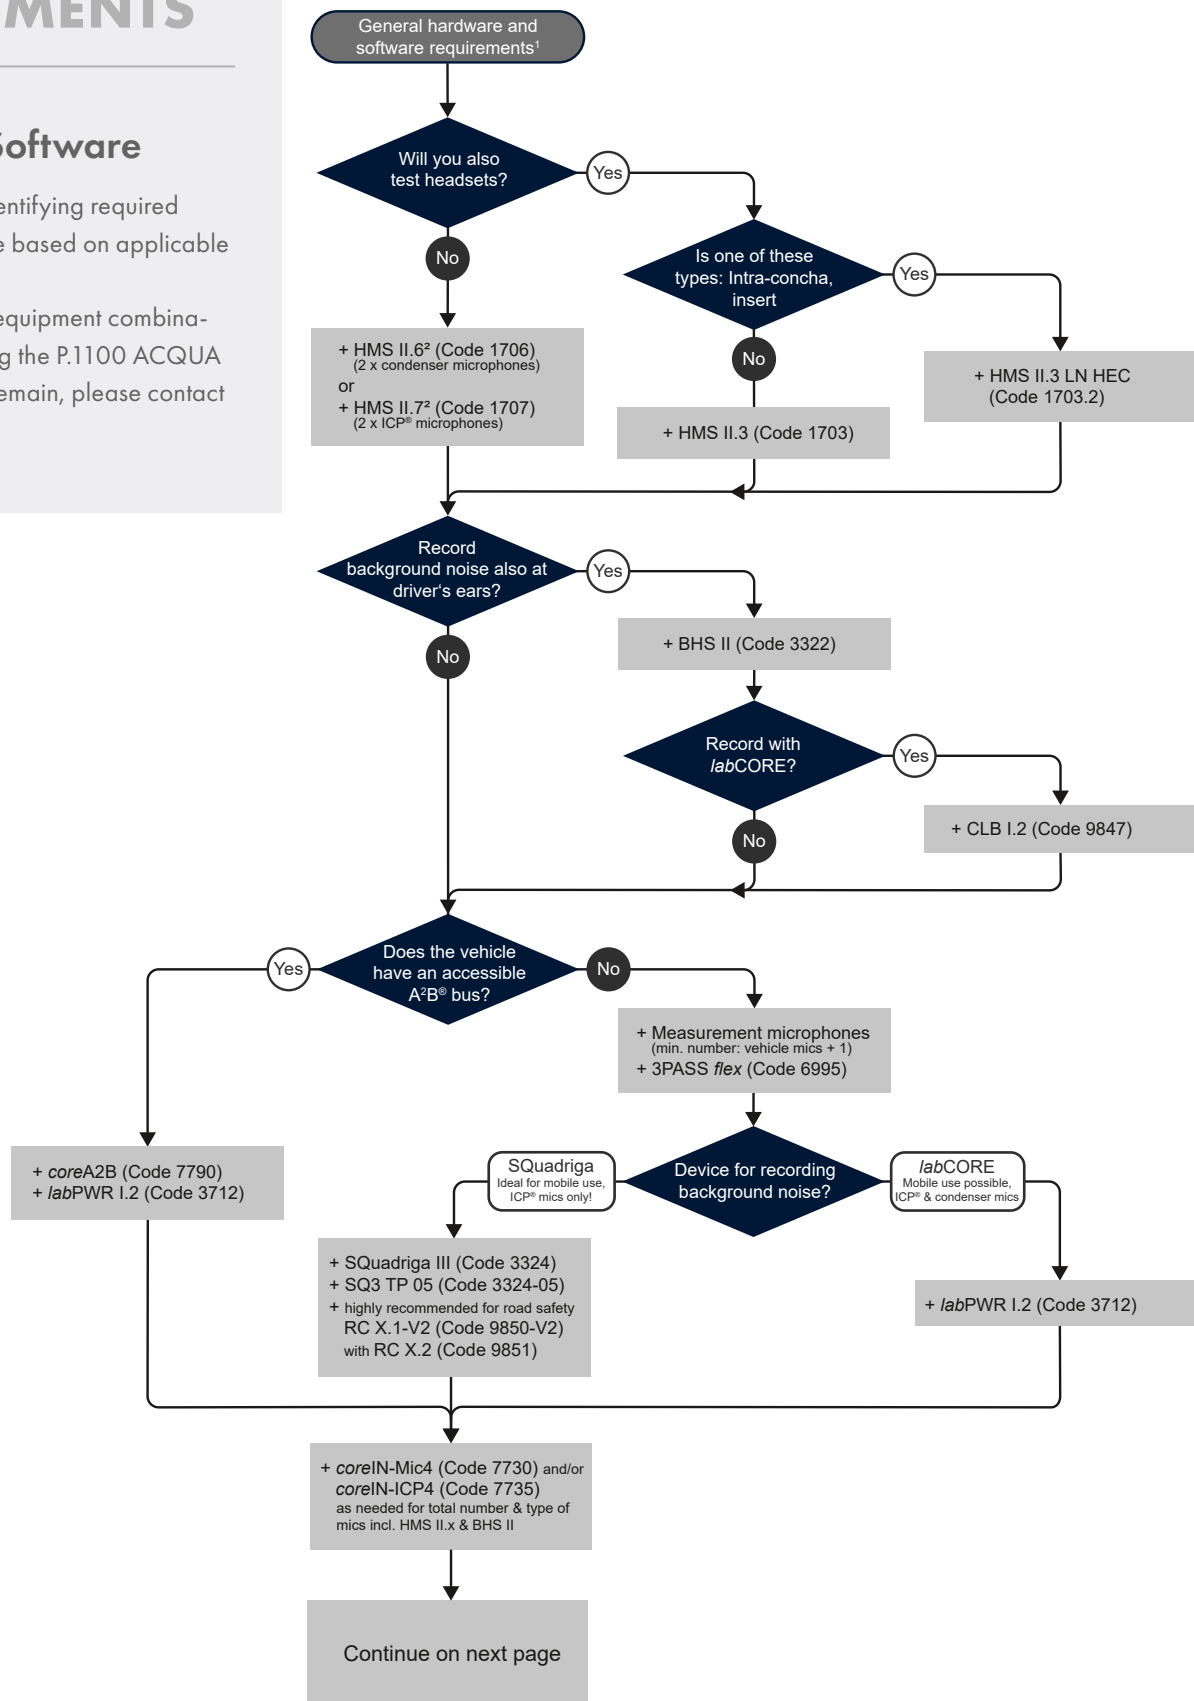 MENTS
Software
entifying required
e based on applicable
equipment combina-
g the P.1100 ACQUA
emain, please contact
General hardware and
software requirements¹
Will you also
test headsets?
Yes
No
Is one of these
types: Intra-concha,
insert
Yes
No
+ HMS II.6² (Code 1706)
(2 x condenser microphones)
or
+ HMS II.7² (Code 1707)
(2 x ICP® microphones)
+ HMS II.3 (Code 1703)
+ HMS II.3 LN HEC
(Code 1703.2)
Record
background noise also at
driver‘s ears?
Yes
No
+ BHS II (Code 3322)
Record with
labCORE?
Yes
No
+ CLB I.2 (Code 9847)
Does the vehicle
have an accessible
A²B® bus?
Yes
No
+ Measurement microphones
(min. number: vehicle mics + 1)
+ 3PASS flex (Code 6995)
+ coreA2B (Code 7790)
+ labPWR I.2 (Code 3712)
Device for recording
background noise?
SQuadriga
Ideal for mobile use,
ICP® mics only!
labCORE
Mobile use possible,
ICP® & condenser mics
+ SQuadriga III (Code 3324)
+ SQ3 TP 05 (Code 3324-05)
+ highly recommended for road safety
RC X.1-V2 (Code 9850-V2)
with RC X.2 (Code 9851)
+ labPWR I.2 (Code 3712)
+ coreIN-Mic4 (Code 7730) and/or
coreIN-ICP4 (Code 7735)
as needed for total number & type of
mics incl. HMS II.x & BHS II
Continue on next page